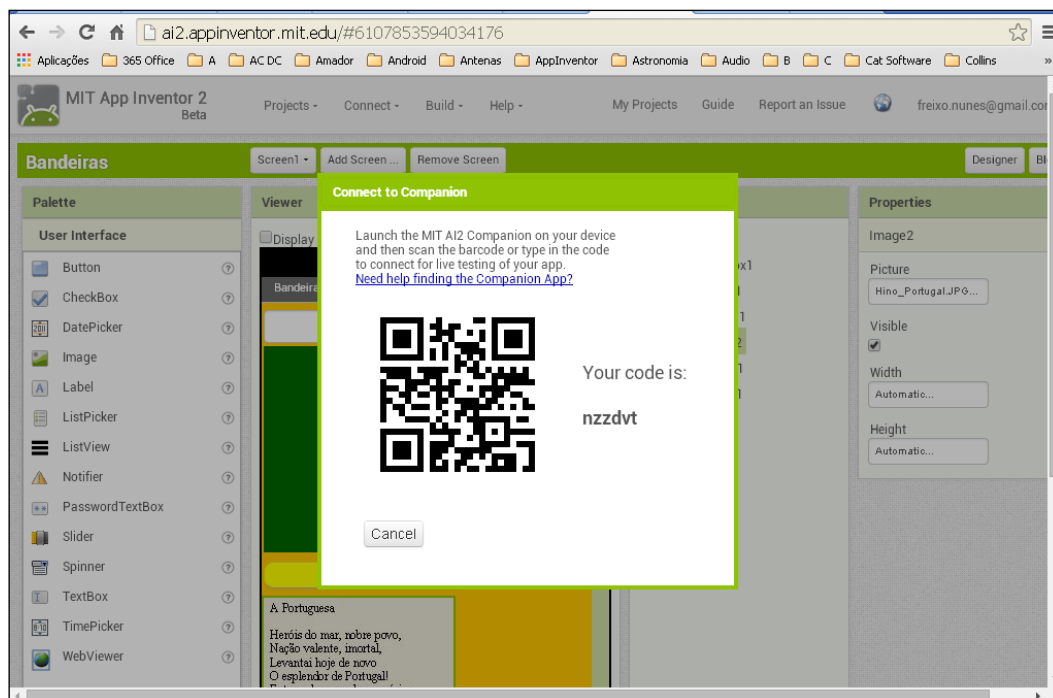 ai2.appinventor.mit.edu/#6107853594034176
Aplicações 365 Office A AC DC Amador Android Antenas AppInventor Astronomia Audio B C Cat Software Collins »
MIT App Inventor 2
Beta
Projects Connect Build Help My Projects Guide Report an Issue freixo.nunes@gmail.com
Bandeiras Screen1 Add Screen ... Remove Screen Designer Bl
Palette Viewer Properties
User Interface
Display
Image2
Button
CheckBox
DatePicker
Image
Label
ListPicker
ListView
Notifier
PasswordTextBox
Slider
Spinner
TextBox
TimePicker
WebViewer
Bandeira
Connect to Companion
Launch the MIT AI2 Companion on your device
and then scan the barcode or type in the code
to connect for live testing of your app.
Need help finding the Companion App?
Your code is:
nzzdvt
Cancel
Picture
Hino_Portugal.JPG...
Visible
Width
Automatic...
Height
Automatic...
A Portuguesa
Heróis do mar, nobre povo,
Nação valente, imortal,
Levantai hoje de novo
O esplendor de Portugal!